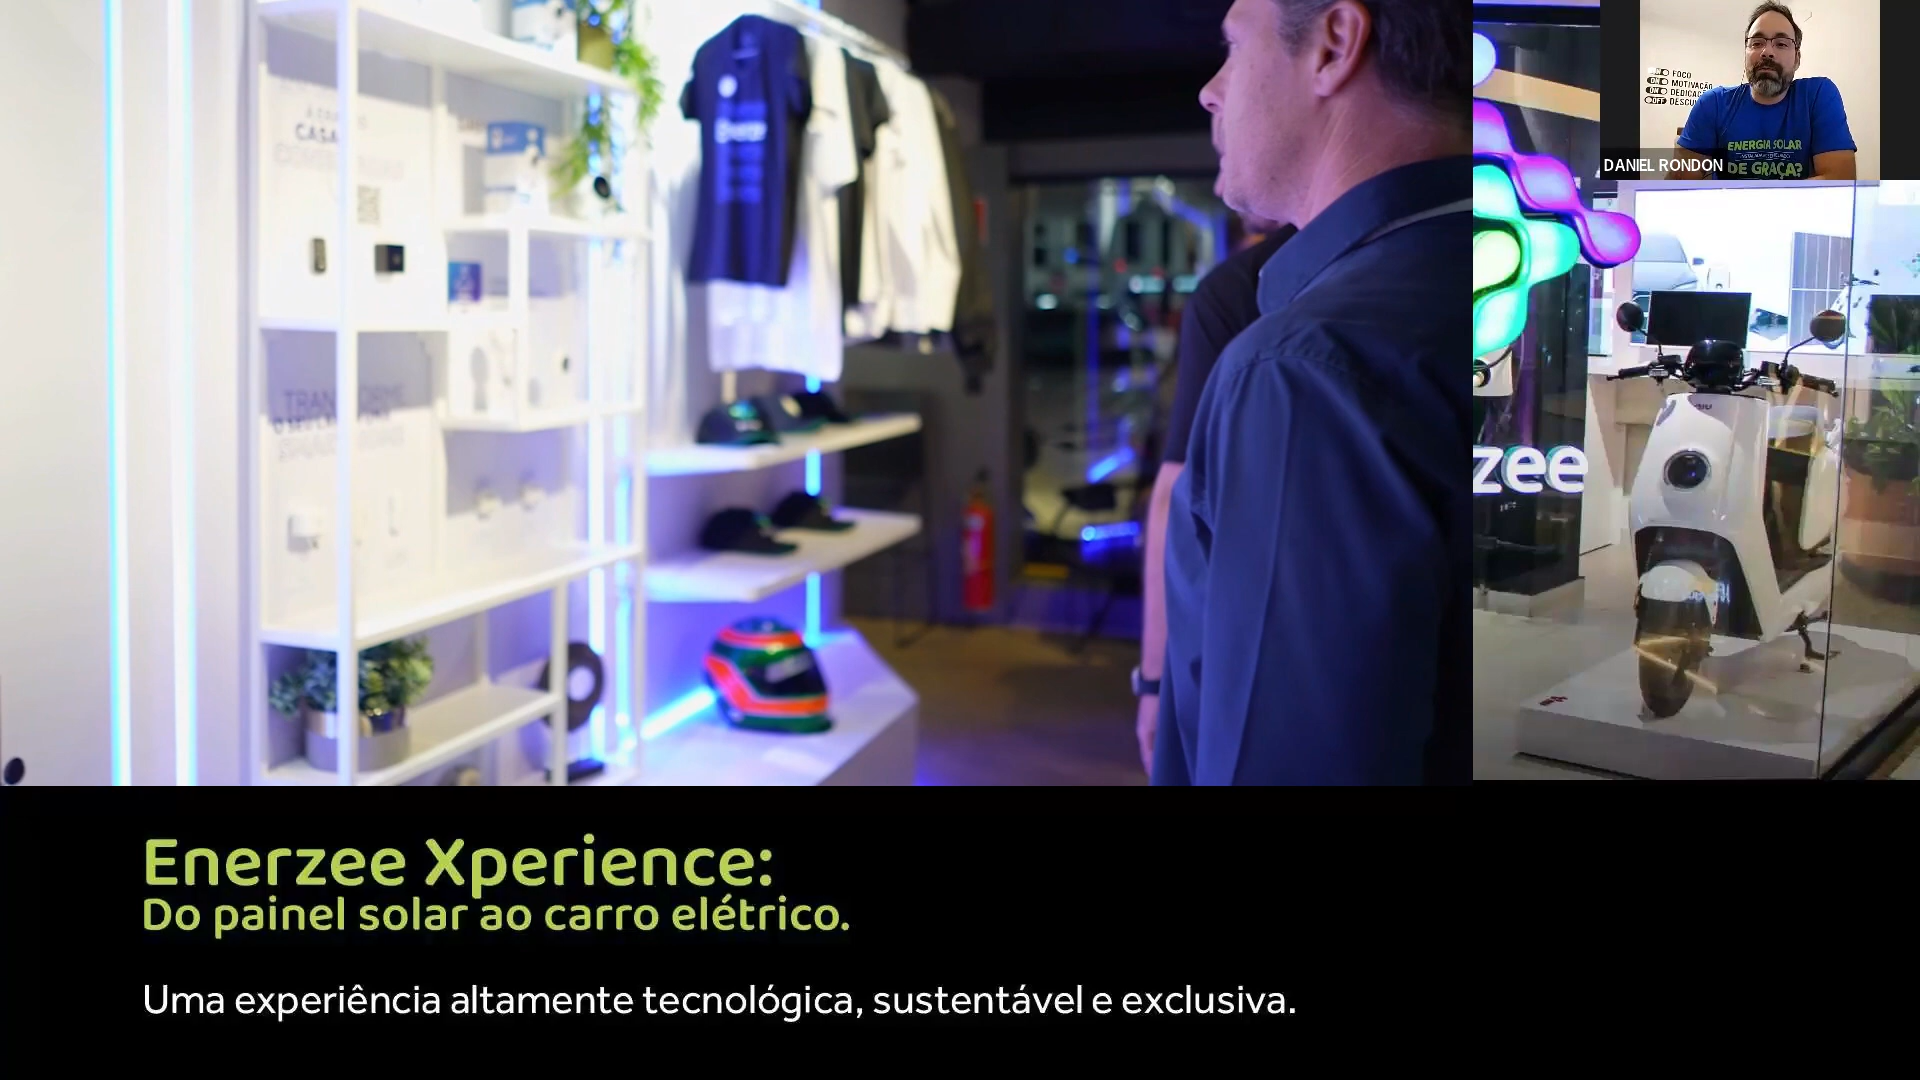 CASA
FOCO
MOTIVAÇÃO
ENERGIA SOLAR
DE GRAÇA?
DANIEL RONDON
zee
Enerzee Xperience:
Do painel solar ao carro elétrico.
Uma experiência altamente tecnológica, sustentável e exclusiva.